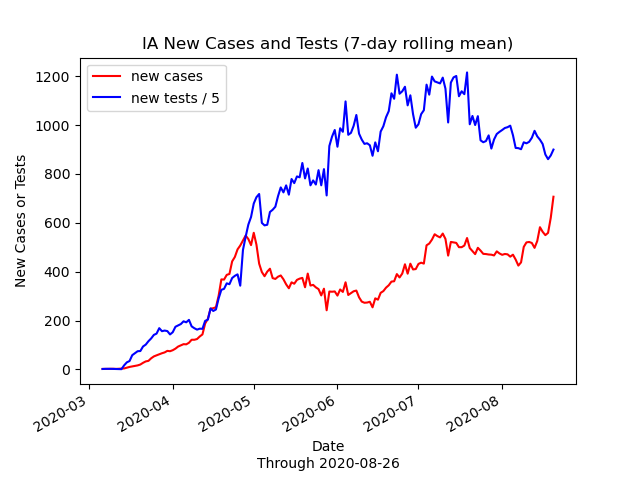 IA New Cases and Tests (7-day rolling mean)
new cases
new tests / 5
New Cases or Tests
1200
1000
800
600
400
200
0
2020-03
2020-04
2020-05
2020-06
2020-07
2020-08
Date
Through 2020-08-26